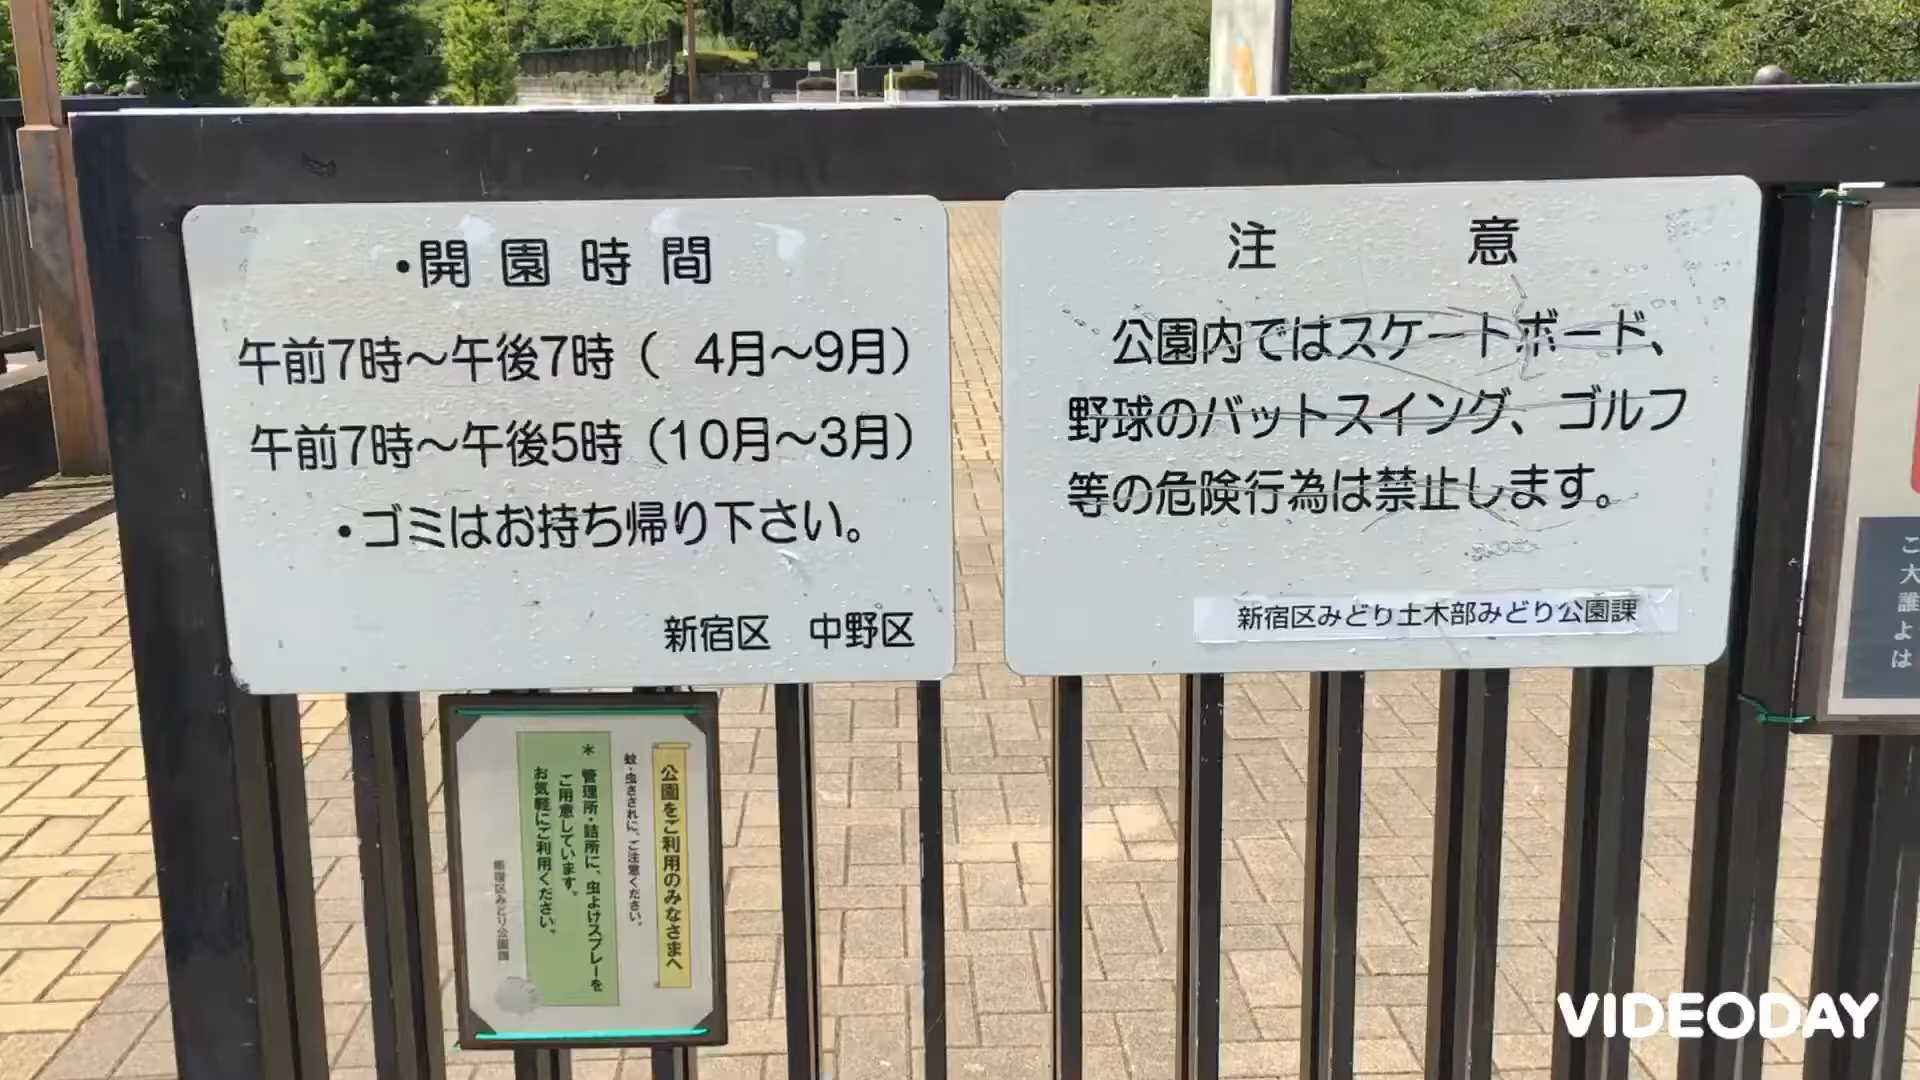 ・開園時間
午前7時～午後7時（ 4月～9月）
午前7時～午後5時（10月～3月）
・ゴミはお持ち帰り下さい。
新宿区 中野区
注意
公園内ではスケートボード、
野球のバットスイング、ゴルフ
等の危険行為は禁止します。
新宿区みどり土木部みどり公園課
公園をご利用のみなさまへ
蚊・虫さされに、ご注意ください。
＊ 管理所・詰所に、虫よけスプレーを
ご用意しています。
お気軽にご利用ください。
新宿区みどり公園課
こ
大
誰
よ
は
VIDEODAY